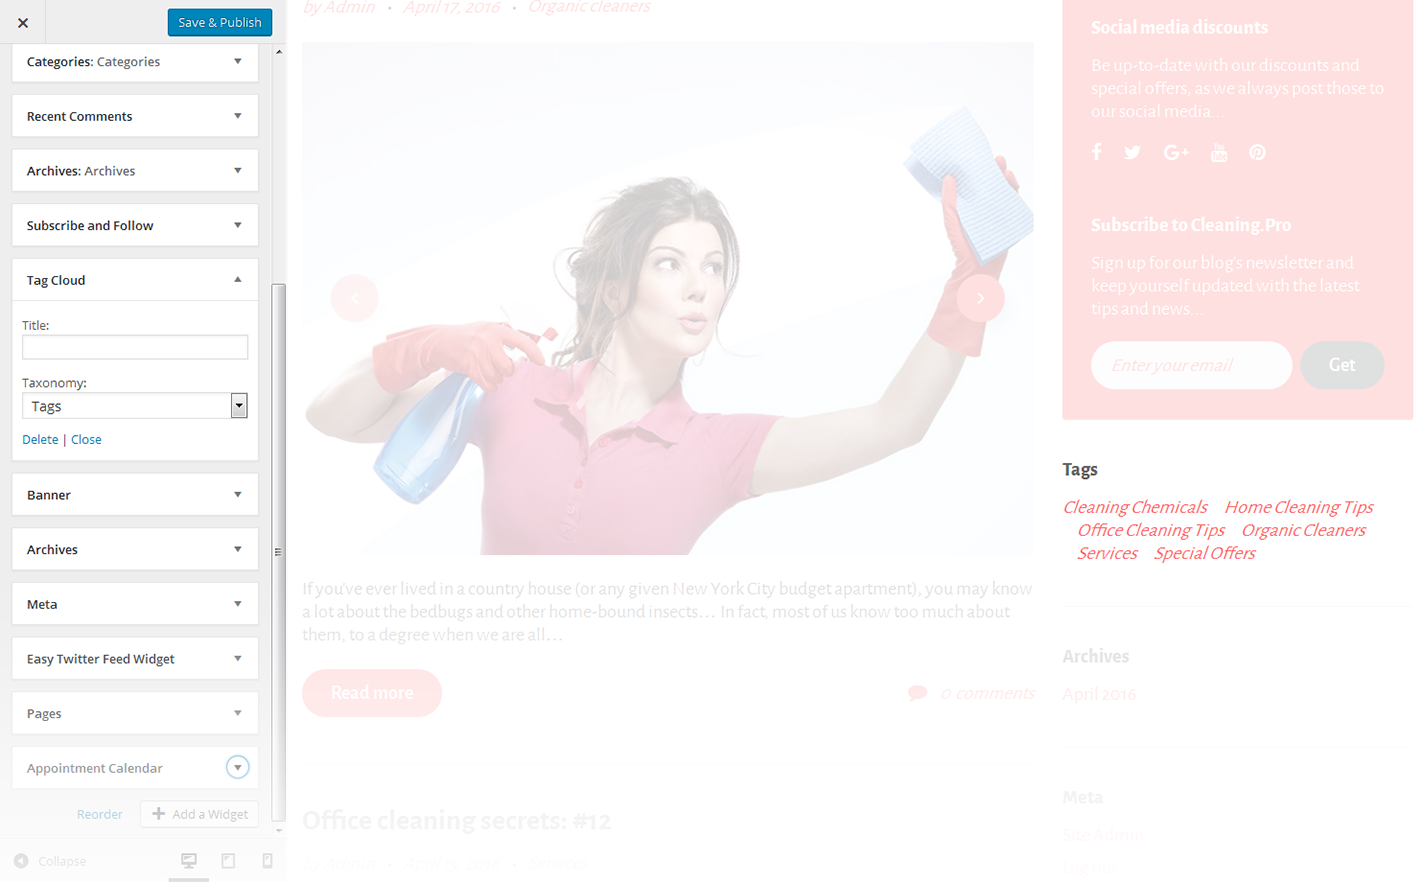 Save & Publish
Categories: Categories
Recent Comments
Archives: Archives
Subscribe and Follow
Tag Cloud
Title:
Taxonomy:
Tags
Delete | Close
Banner
Archives
Meta
Easy Twitter Feed Widget
Pages
Appointment Calendar
Reorder
Add a Widget
Collapse
by Admin • April 17, 2016 • Organic cleaners
If you've ever lived in a country house (or any given New York City budget apartment), you may know
a lot about the bedbugs and other home-bound insects… In fact, most of us know too much about
them, to a degree when we are all…
Read more
0 comments
Office cleaning secrets: #12
by Admin • April 15, 2016 •
Social media discounts
Be up-to-date with our discounts and
special offers, as we always post those to
our social media...
Subscribe to Cleaning.Pro
Sign up for our blog's newsletter and
keep yourself updated with the latest
tips and news...
Enter your email
Get
Tags
Cleaning Chemicals Home Cleaning Tips
Office Cleaning Tips Organic Cleaners
Services Special Offers
Archives
April 2016
Meta
Site Admin
Log out